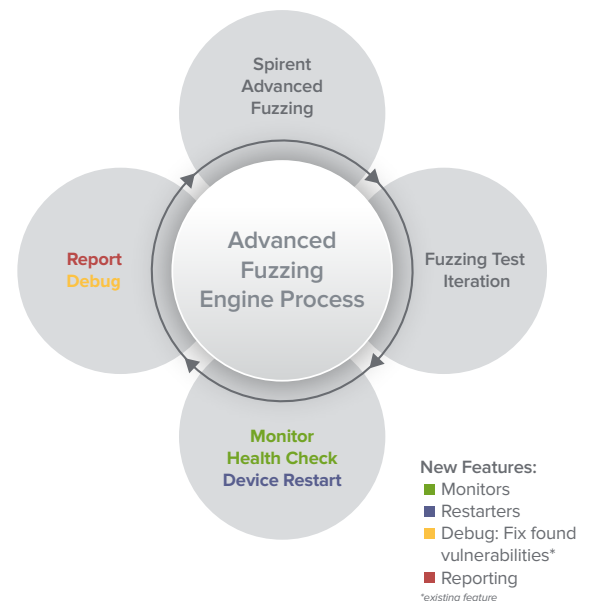 Spirent
Advanced
Fuzzing
Advanced
Fuzzing
Engine Process
Report
Debug
Fuzzing Test
Iteration
Monitor
Health Check
Device Restart
New Features:
Monitors
Restarters
Debug: Fix found
vulnerabilities*
Reporting
*existing feature